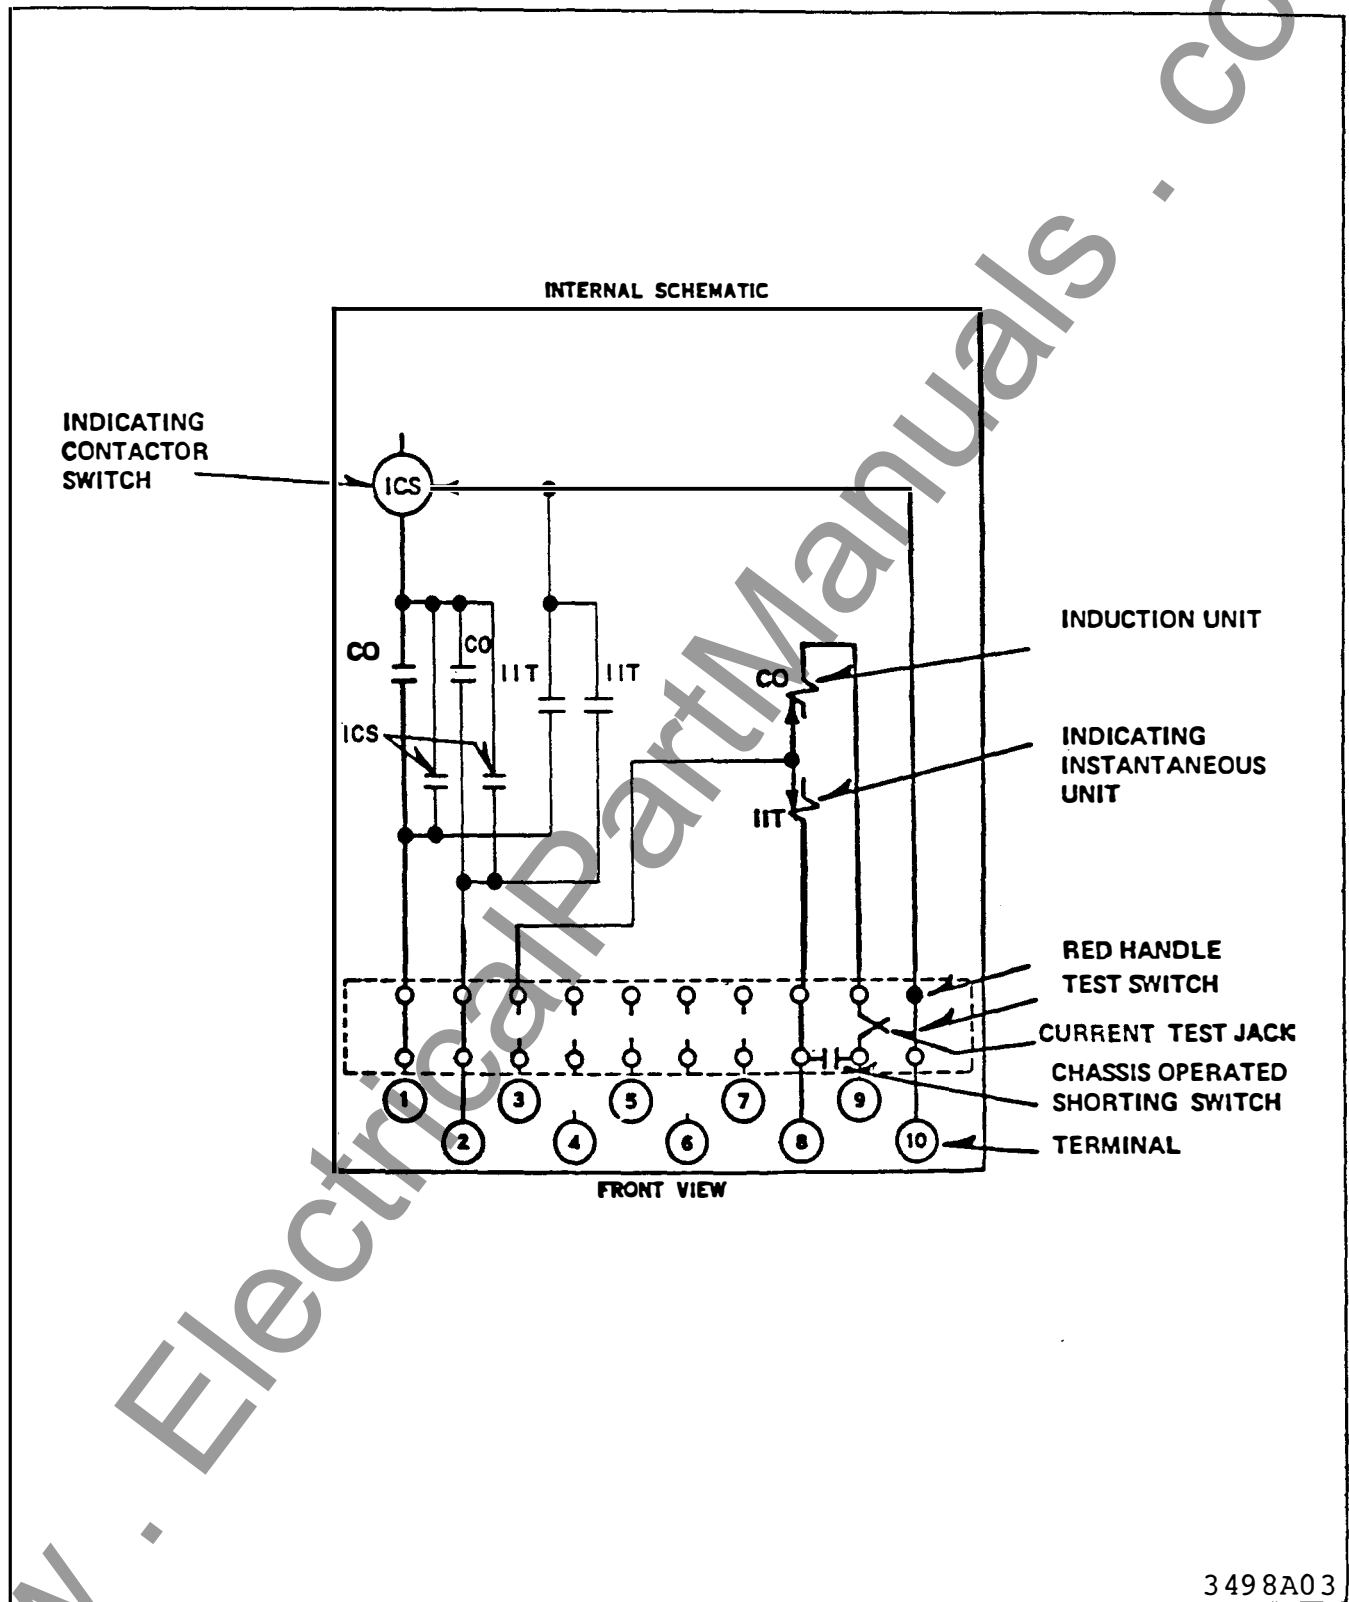 INTERNAL SCHEMATIC
INDICATING
CONTACTOR
SWITCH
ICS
CO
CO
IIT
IIT
ICS
CO
IIT
INDUCTION UNIT
INDICATING
INSTANTANEOUS
UNIT
RED HANDLE
TEST SWITCH
CURRENT TEST JACK
CHASSIS OPERATED
SHORTING SWITCH
TERMINAL
1
2
3
4
5
6
7
8
9
10
FRONT VIEW
3498A03
w . ElectricalPartManuals . co